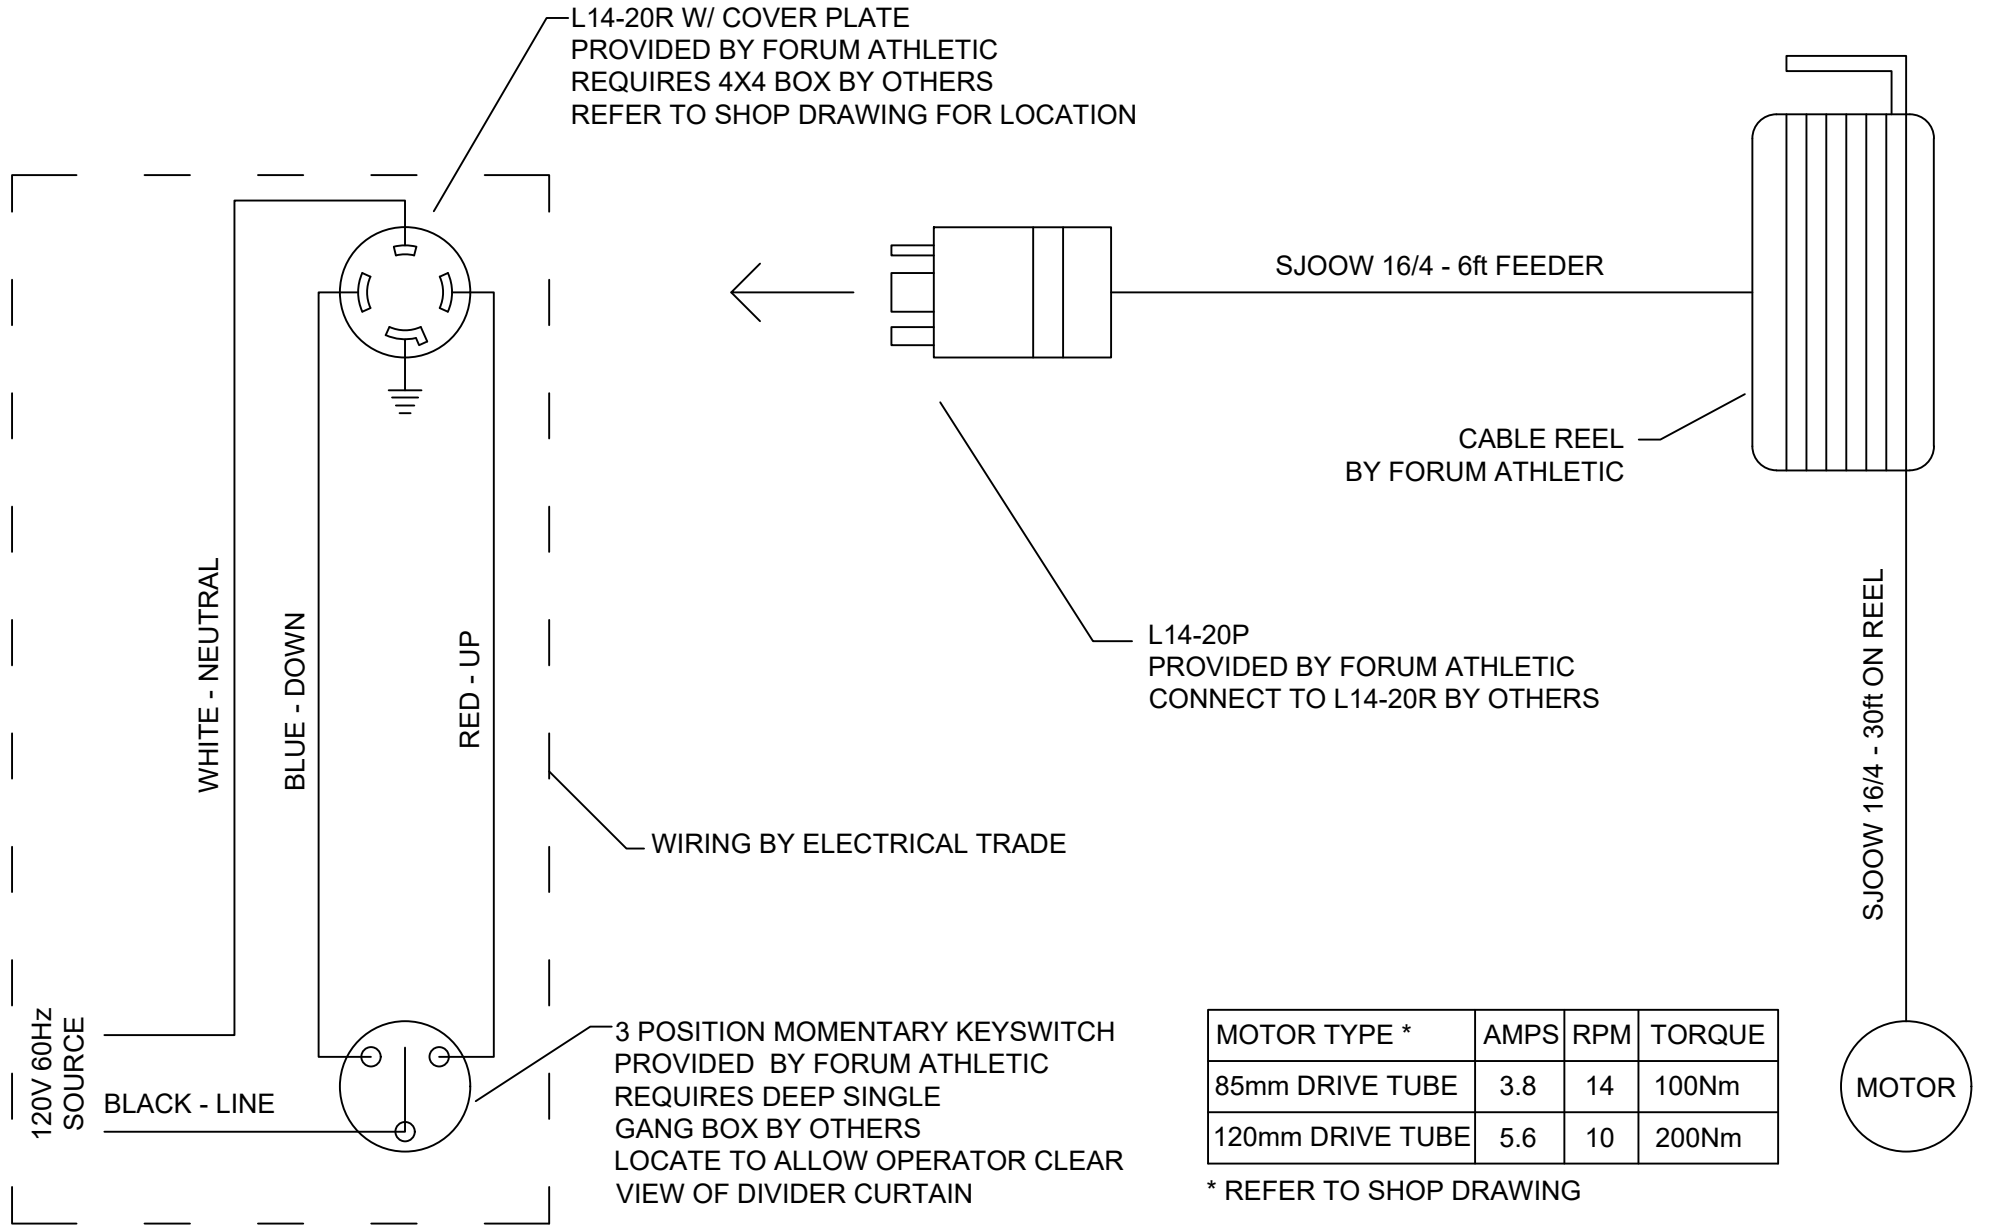 L14-20R W/ COVER PLATE
PROVIDED BY FORUM ATHLETIC
REQUIRES 4X4 BOX BY OTHERS
REFER TO SHOP DRAWING FOR LOCATION
SJOOW 16/4 - 6ft FEEDER
CABLE REEL
BY FORUM ATHLETIC
WHITE - NEUTRAL
BLUE - DOWN
RED - UP
L14-20P
PROVIDED BY FORUM ATHLETIC
CONNECT TO L14-20R BY OTHERS
SJOOW 16/4 - 30ft ON REEL
WIRING BY ELECTRICAL TRADE
120V 60Hz
SOURCE
BLACK - LINE
3 POSITION MOMENTARY KEYSWITCH
PROVIDED  BY FORUM ATHLETIC
REQUIRES DEEP SINGLE
GANG BOX BY OTHERS
LOCATE TO ALLOW OPERATOR CLEAR
VIEW OF DIVIDER CURTAIN
MOTOR TYPE * AMPS RPM TORQUE
85mm DRIVE TUBE 3.8 14 100Nm
120mm DRIVE TUBE 5.6 10 200Nm
* REFER TO SHOP DRAWING
MOTOR